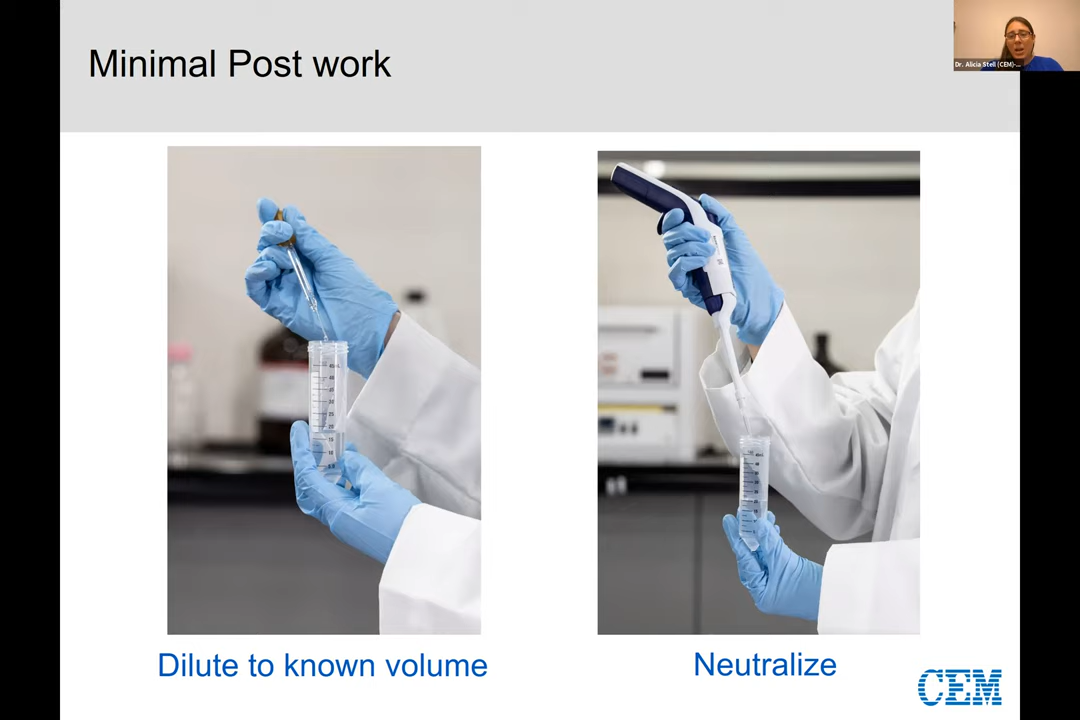 Minimal Post work
Dr. Alicia Stell (CEM)-...
Dilute to known volume
Neutralize
CEM